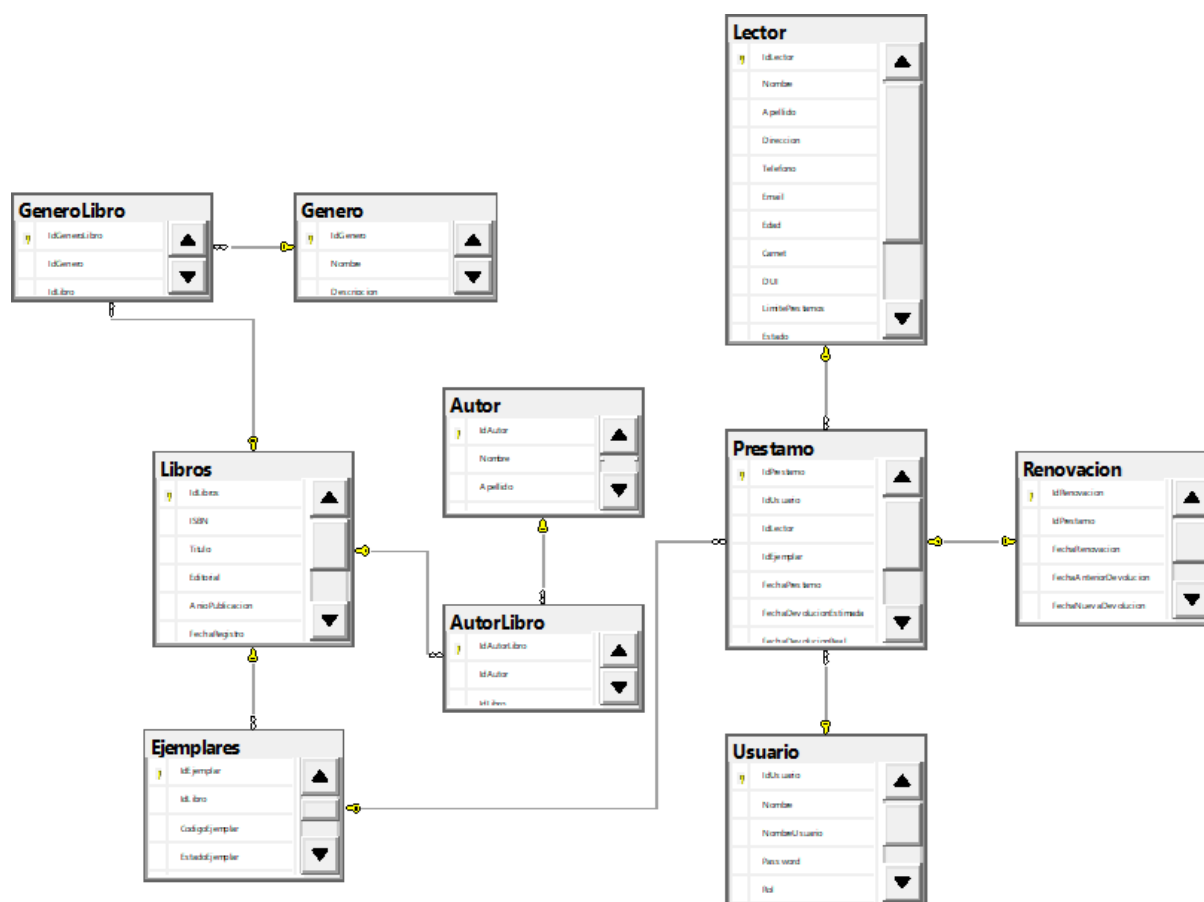 Lector
IdLector
Nombre
Apellido
Direccion
Telefono
Email
Edad
Carnet
DUI
LimitePrestamos
Estado
GeneroLibro
IdGeneroLibro
IdGenero
IdLibro
Genero
IdGenero
Nombre
Descripcion
Autor
IdAutor
Nombre
Apellido
Libros
IdLibros
ISBN
Titulo
Editorial
AnioPublicacion
FechaRegistro
Prestamo
IdPrestamo
IdUsuario
IdLector
IdEjemplar
FechaPrestamo
FechaDevolucionEstimada
FechaDevolucionReal
Renovacion
IdRenovacion
IdPrestamo
FechaRenovacion
FechaAnteriorDevolucion
FechaNuevaDevolucion
AutorLibro
IdAutorLibro
IdAutor
IdLibro
Ejemplares
IdEjemplar
IdLibro
CodigoEjemplar
EstadoEjemplar
Usuario
IdUsuario
Nombre
NombreUsuario
Password
Rol